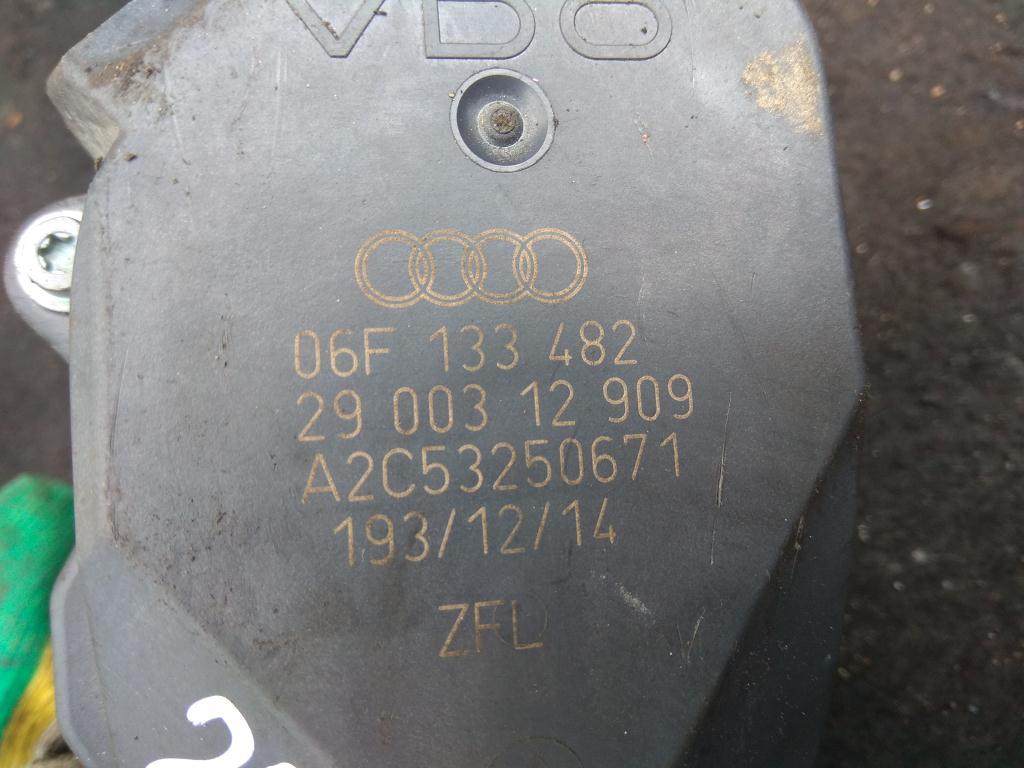 VDO
06F 133 482
29 003 12 909
A2C53250671
193/12/14
ZFL